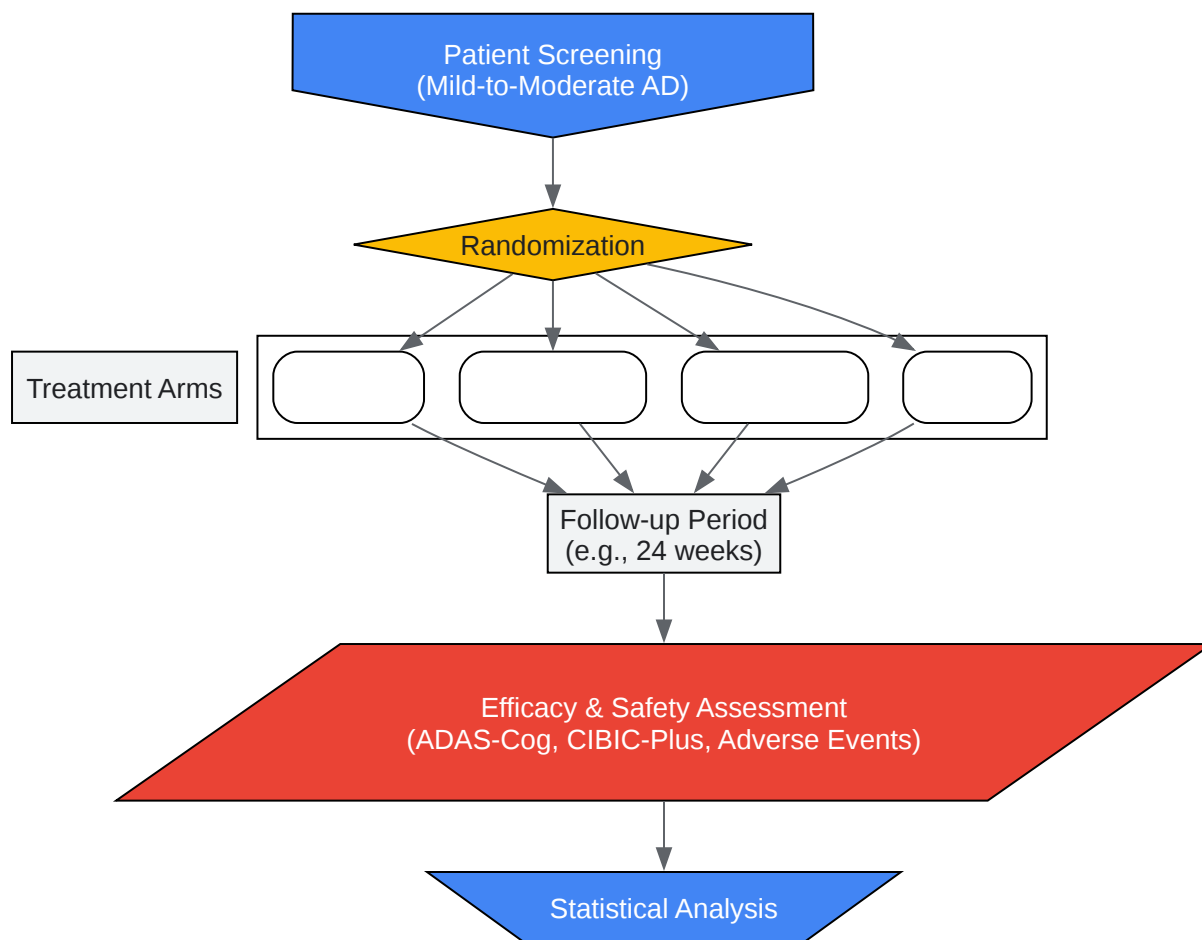 Patient Screening
(Mild-to-Moderate AD)
Randomization
Treatment Arms
Follow-up Period
(e.g., 24 weeks)
Efficacy & Safety Assessment
(ADAS-Cog, CIBIC-Plus, Adverse Events)
Statistical Analysis